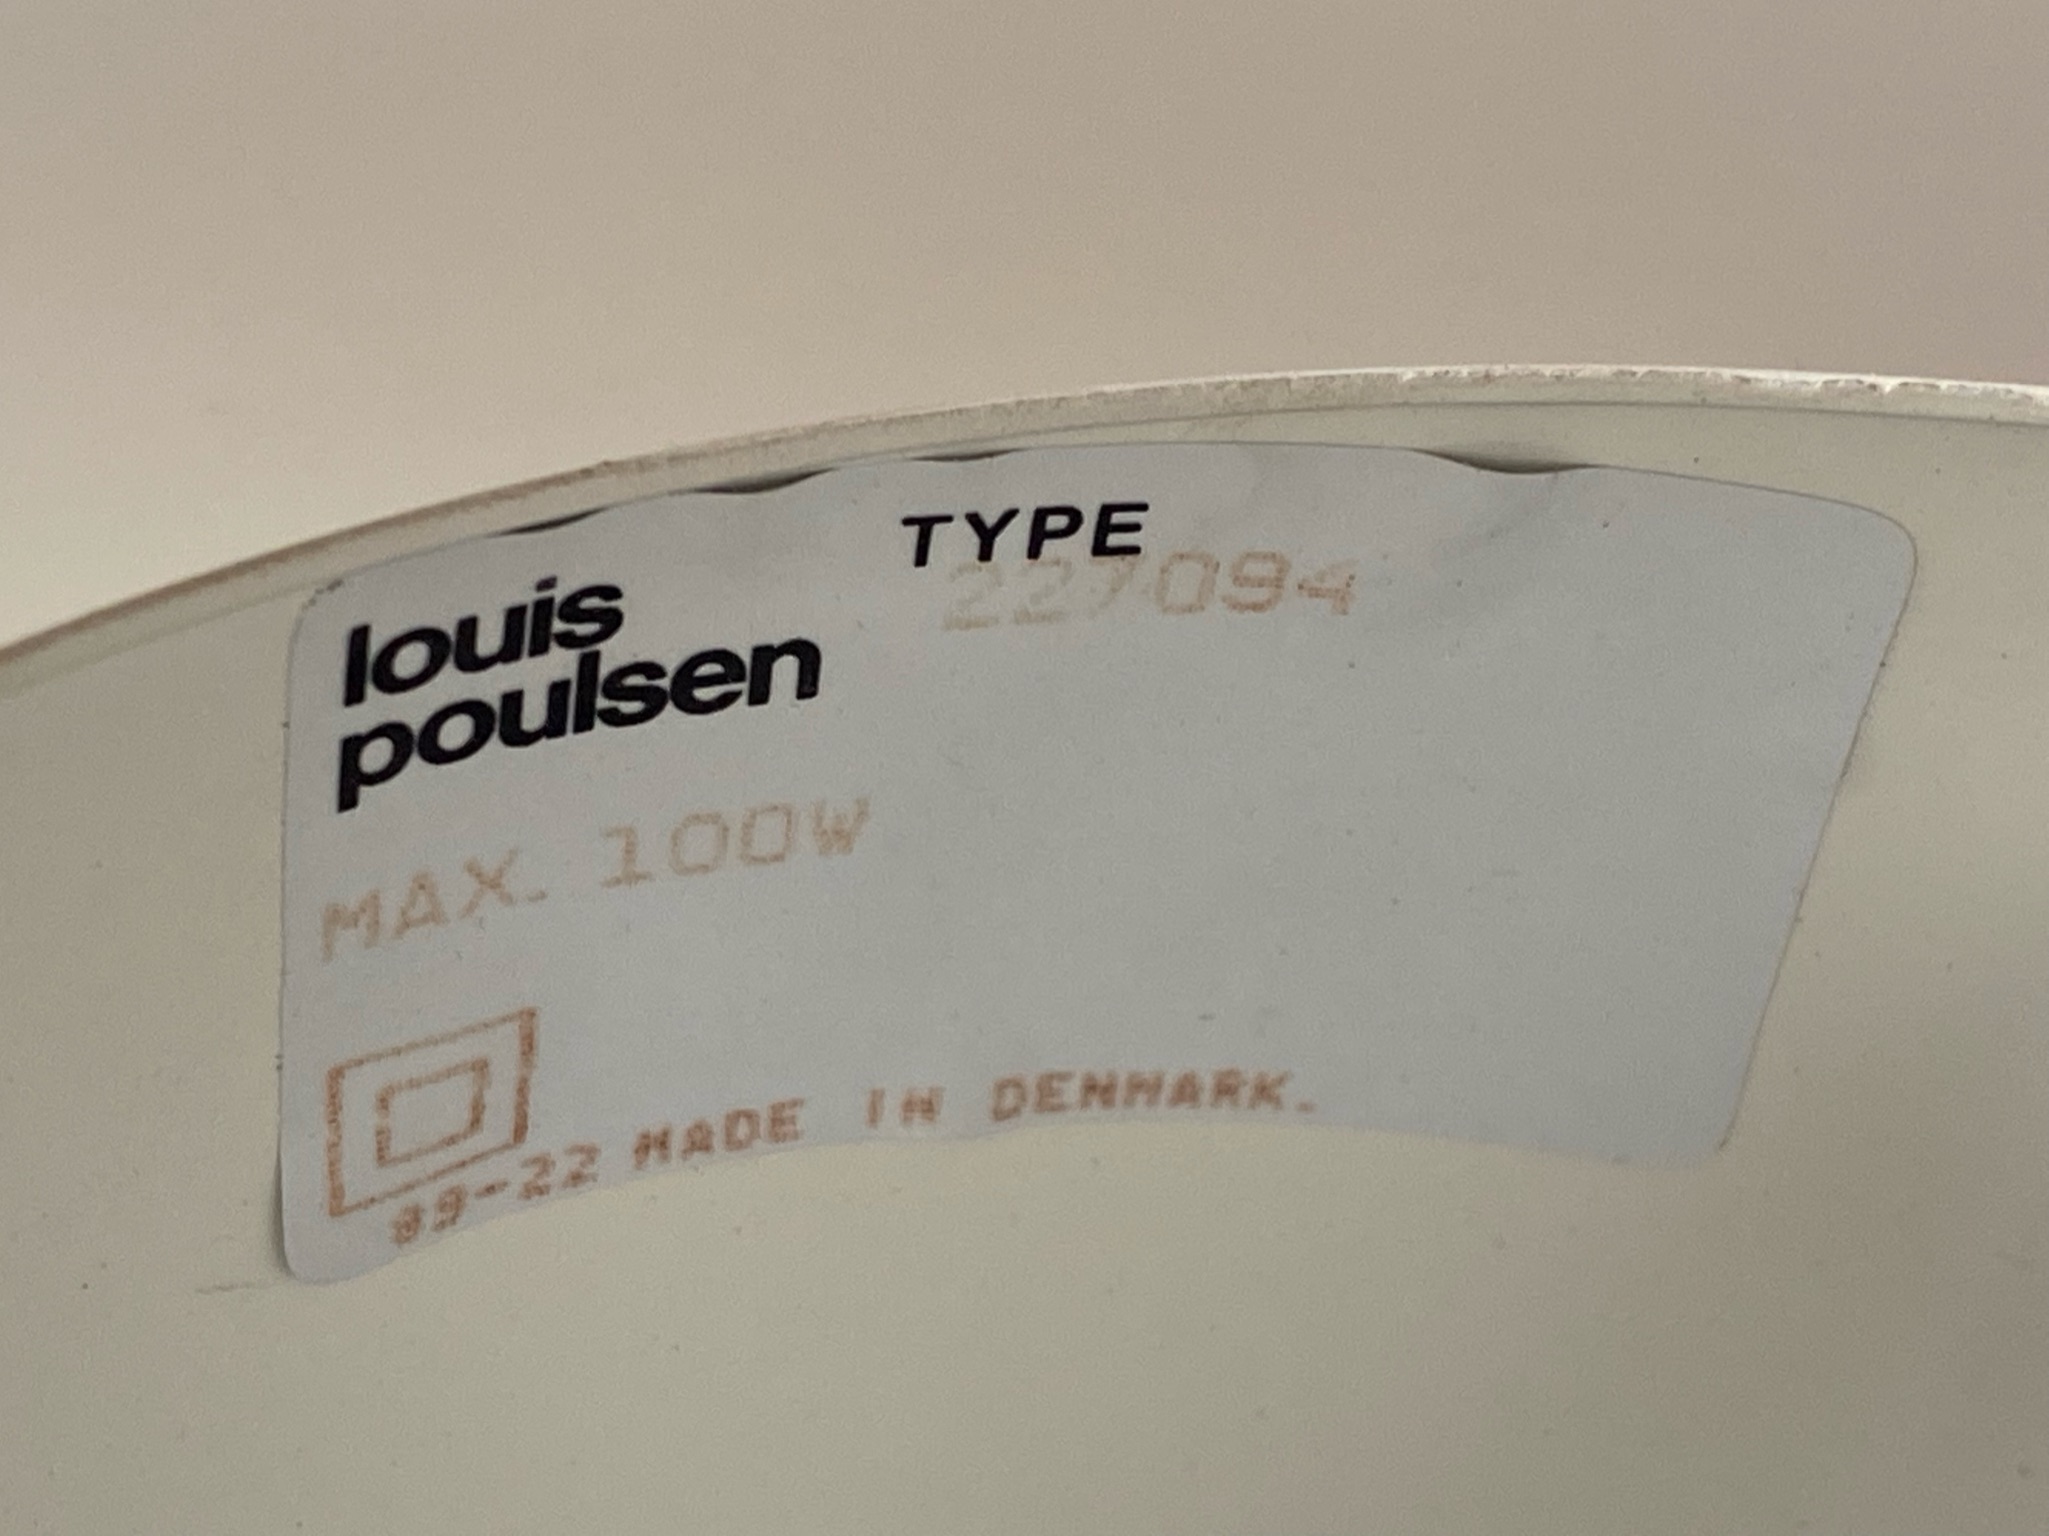 louis
poulsen
TYPE
227094
MAX. 100W
89-22 MADE IN DENMARK.